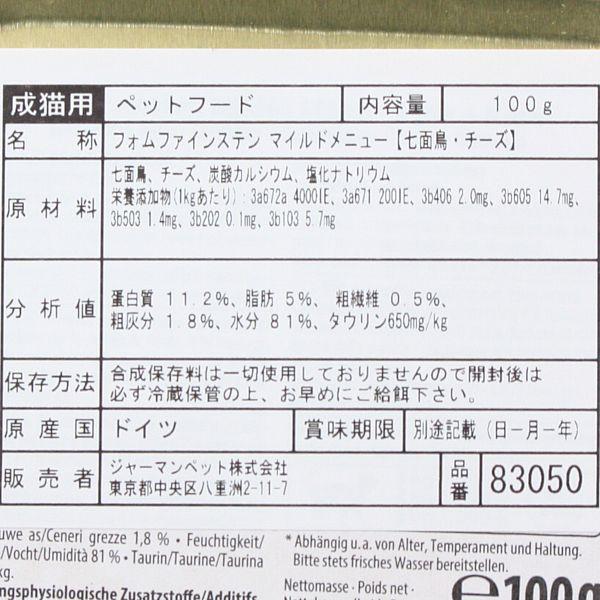 成猫用 ペットフード 内容量 100g
名称 フォムファインステン マイルドメニュー【七面鳥・チーズ】
原材料 七面鳥、チーズ、炭酸カルシウム、塩化ナトリウム
栄養添加物(1kgあたり):3a672a 4000IE、3a671 200IE、3b406 2.0mg、3b605 14.7mg、
3b503 1.4mg、3b202 0.1mg、3b103 5.7mg
分析値 蛋白質 11.2%、脂肪 5%、 粗繊維 0.5%、
粗灰分 1.8%、水分 81%、タウリン650mg/kg
保存方法 合成保存料は一切使用しておりませんので開封後は
必ず冷蔵保管の上、お早めにご給餌下さい。
原産国 ドイツ 賞味期限 別途記載(日－月－年)
販売者 ジャーマンペット株式会社
東京都中央区八重洲2-11-7
品番 83050
uwe as/Ceneri grezze 1,8 % • Feuchtigkeit/
/Vocht/Umidità 81 % • Taurin/Taurine/Taurina
kg.
ngsphysiologische Zusatzstoffe/Additifs
* Abhängig u.a. von Alter, Temperament und Haltung.
Bitte stets frisches Wasser bereitstellen.
Nettomasse · Poids net ·
℮100g